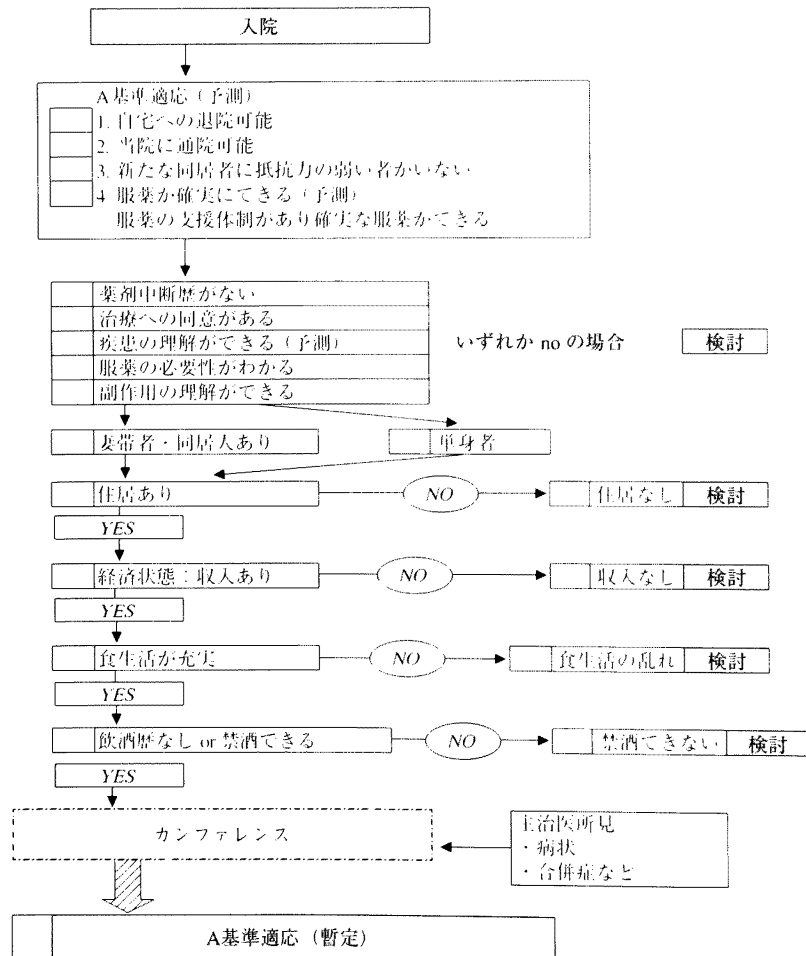 入院
A基準適応（予測）
1. 自宅への退院可能
2. 当院に通院可能
3. 新たな同居者に抵抗力の弱い者がいない
4. 服薬が確実にできる（予測）
服薬の支援体制があり確実な服薬ができる
薬剤中断歴がない
治療への同意がある
疾患の理解ができる（予測）
いずれか no の場合 検討
服薬の必要性がわかる
副作用の理解ができる
妻帯者・同居人あり 単身者
住居あり NO 住居なし 検討
YES
経済状態：収入あり NO 収入なし 検討
YES
食生活が充実 NO 食生活の乱れ 検討
YES
飲酒歴なし or 禁酒できる NO 禁酒できない 検討
YES
カンファレンス
主治医所見
・病状
・合併症など
A基準適応（暫定）